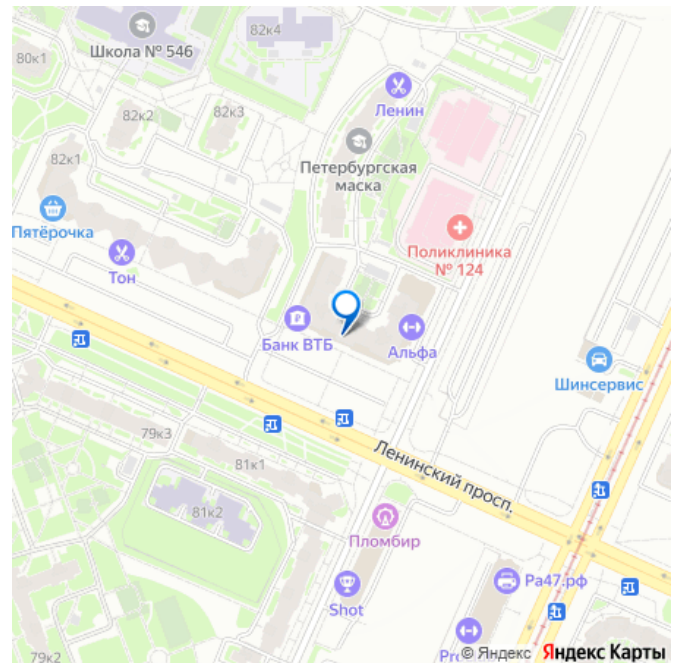 82к4
Школа № 546
80к1
82к2
82к3
Ленин
82к1
Петербургская
маска
Пятёрочка
Поликлиника
№ 124
Тон
Банк ВТБ
Альфа
Шинсервис
79к3
Ленинский просп.
81к1
81к2
Пломбир
Ра47.рф
Shot
79к2
© Яндекс Яндекс Карты